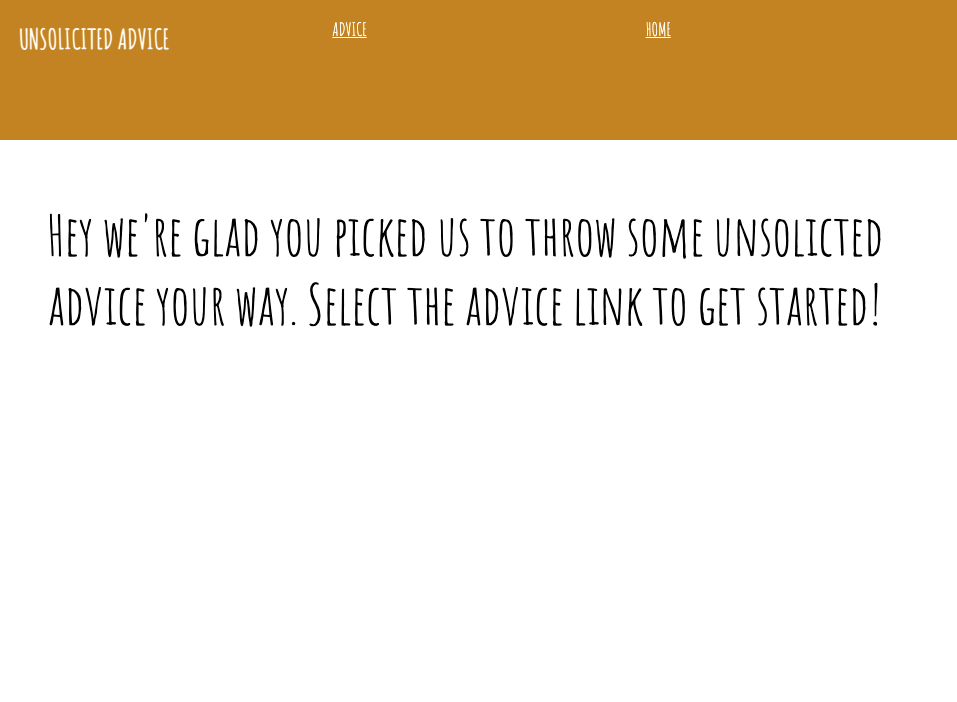 UNSOLICITED ADVICE
ADVICE
HOME
Hey we're glad you picked us to throw some unsolicted
advice your way. Select the advice link to get started!